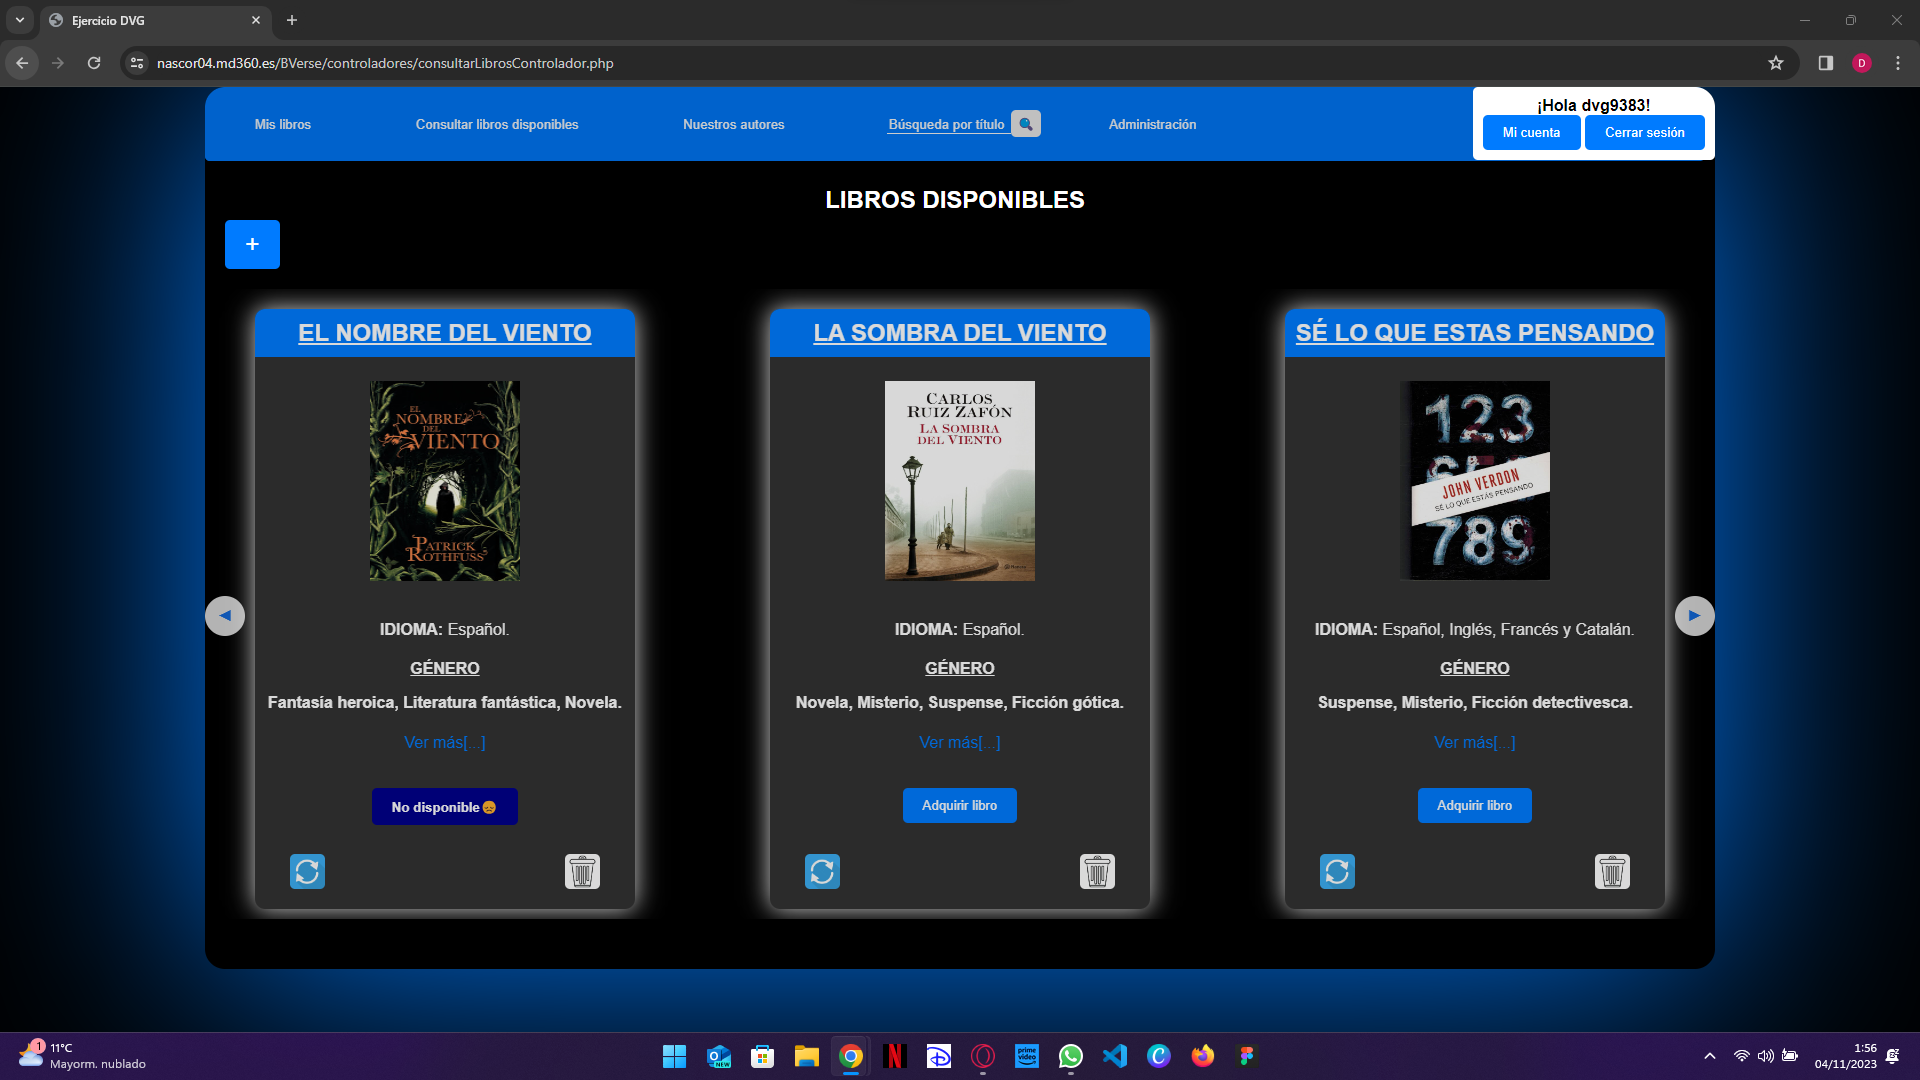 Ejercicio DVG
nascor04.md360.es/BVerse/controladores/consultarLibrosControlador.php
D
Mis libros
Consultar libros disponibles
Nuestros autores
Búsqueda por título
Administración
¡Hola dvg9383!
Mi cuenta
Cerrar sesión
LIBROS DISPONIBLES
+
EL NOMBRE DEL VIENTO
EL
NOMBRE
DEL
VIENTO
PATRICK
ROTHFUSS
IDIOMA: Español.
GÉNERO
Fantasía heroica, Literatura fantástica, Novela.
Ver más[...]
No disponible😞
LA SOMBRA DEL VIENTO
CARLOS
RUIZ ZAFÓN
LA SOMBRA
DEL VIENTO
IDIOMA: Español.
GÉNERO
Novela, Misterio, Suspense, Ficción gótica.
Ver más[...]
Adquirir libro
SÉ LO QUE ESTAS PENSANDO
123
JOHN VERDON
SÉ LO QUE ESTÁS PENSANDO
789
IDIOMA: Español, Inglés, Francés y Catalán.
GÉNERO
Suspense, Misterio, Ficción detectivesca.
Ver más[...]
Adquirir libro
1
11°C
Mayorm. nublado
NEW
prime
video
1:56
04/11/2023